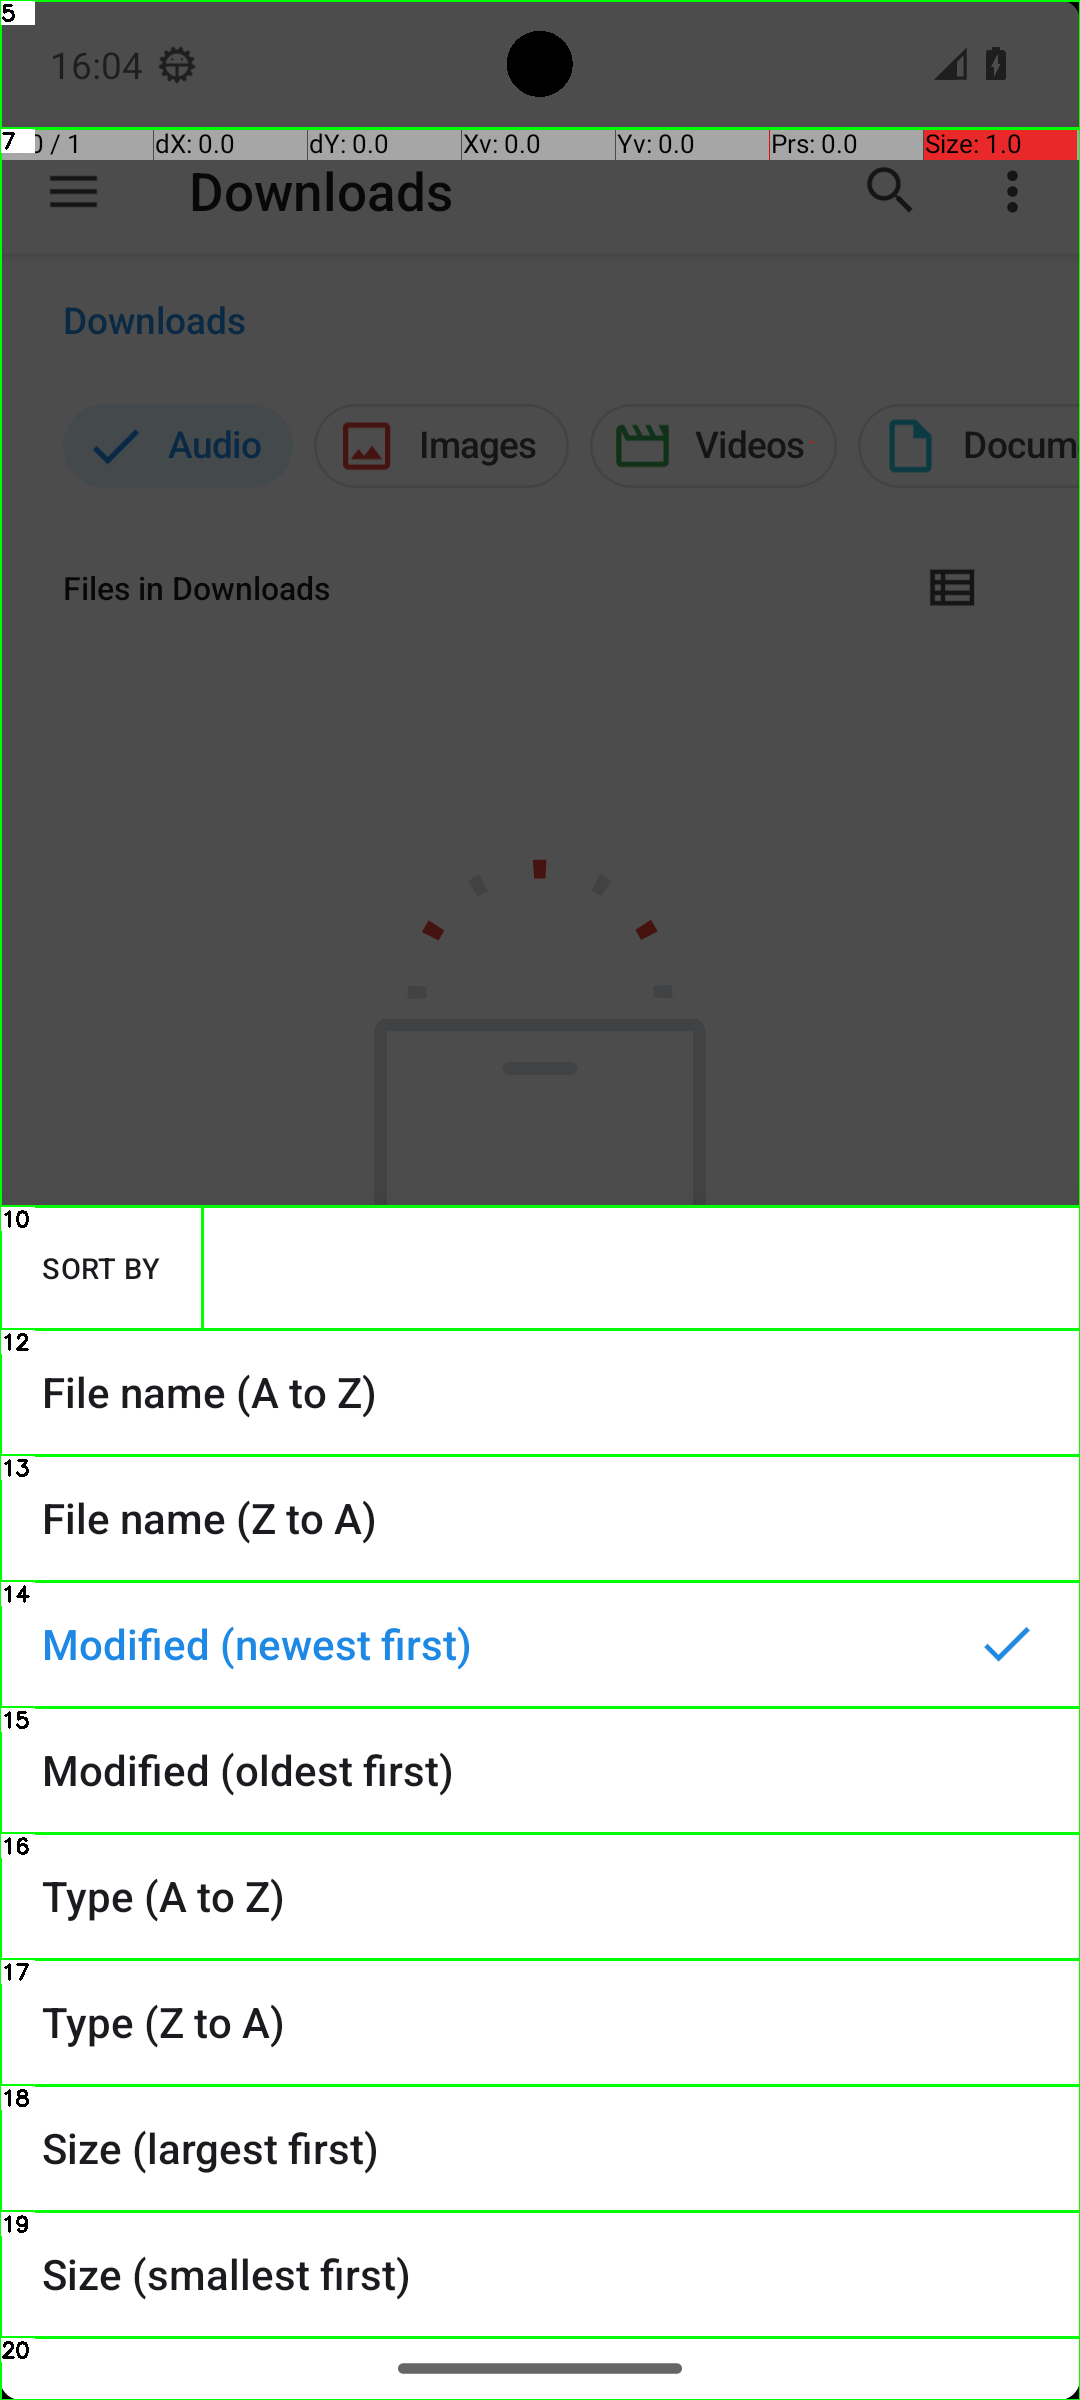 5
16:04
7
0 / 1 dX: 0.0 dY: 0.0 Xv: 0.0 Yv: 0.0 Prs: 0.0 Size: 1.0
Downloads
Downloads
Audio Images Videos Docum
Files in Downloads
10
SORT BY
12
File name (A to Z)
13
File name (Z to A)
14
Modified (newest first)
15
Modified (oldest first)
16
Type (A to Z)
17
Type (Z to A)
18
Size (largest first)
19
Size (smallest first)
20